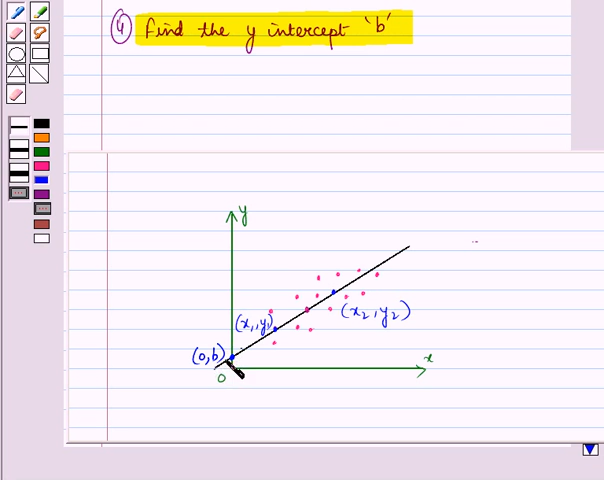 4 Find the y intercept 'b'
y
(x1, y1)
(x2, y2)
(0, b)
x
0